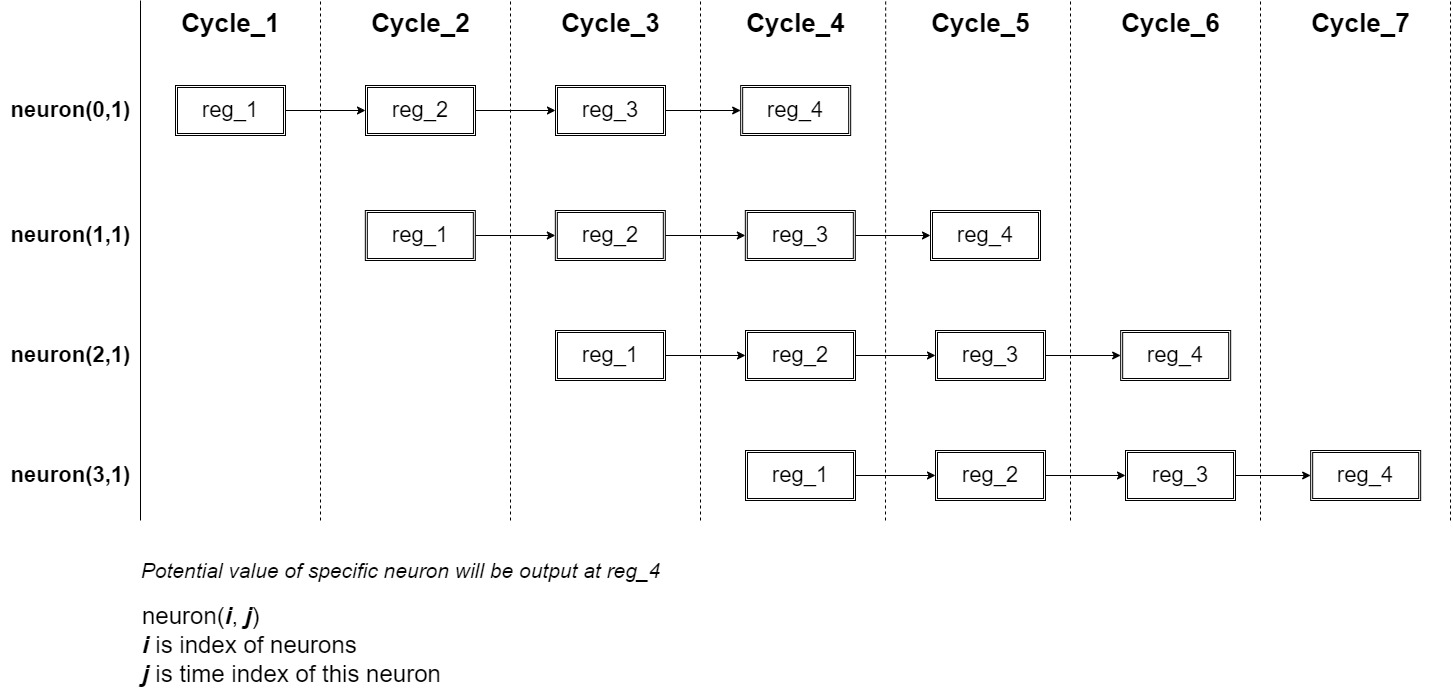 Cycle_1 Cycle_2 Cycle_3 Cycle_4 Cycle_5 Cycle_6 Cycle_7
neuron(0,1) reg_1 reg_2 reg_3 reg_4
neuron(1,1) reg_1 reg_2 reg_3 reg_4
neuron(2,1) reg_1 reg_2 reg_3 reg_4
neuron(3,1) reg_1 reg_2 reg_3 reg_4
Potential value of specific neuron will be output at reg_4
neuron(i, j)
i is index of neurons
j is time index of this neuron